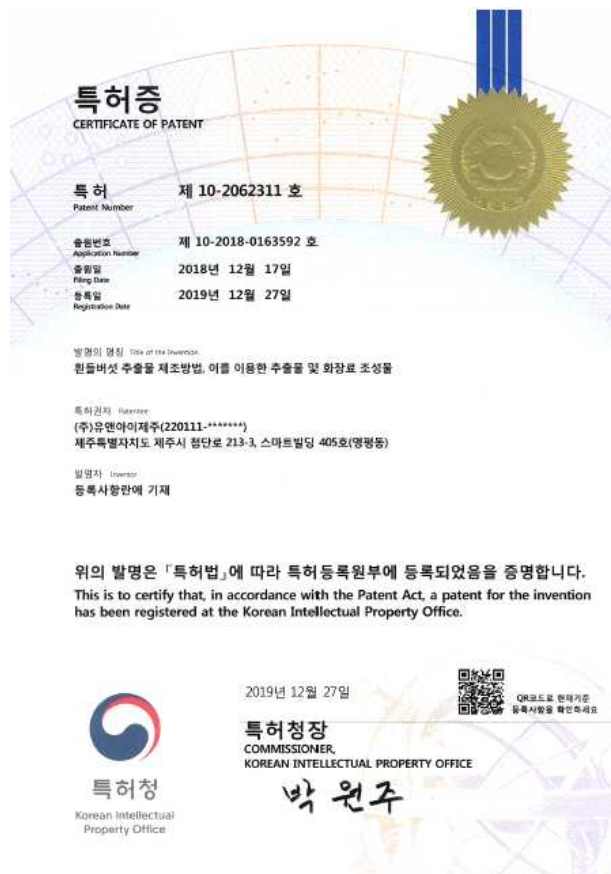 특허증
CERTIFICATE OF PATENT
특허 제 10-2062311 호
Patent Number
출원번호 제 10-2018-0163592 호
Application Number
출원일 2018년 12월 17일
Filing Date
등록일 2019년 12월 27일
Registration Date
발명의 명칭 Title of the Invention
흰들버섯 추출물 제조방법, 이를 이용한 추출물 및 화장료 조성물
특허권자 Patentee
(주)유앤아이제주(220111-*******)
제주특별자치도 제주시 첨단로 213-3, 스마트빌딩 405호(영평동)
발명자 Inventor
등록사항란에 기재
위의 발명은 「특허법」에 따라 특허등록원부에 등록되었음을 증명합니다.
This is to certify that, in accordance with the Patent Act, a patent for the invention
has been registered at the Korean Intellectual Property Office.
2019년 12월 27일
QR코드로 현재기준
등록사항을 확인하세요
특허청장
COMMISSIONER,
KOREAN INTELLECTUAL PROPERTY OFFICE
박원주
특허청
Korean Intellectual
Property Office